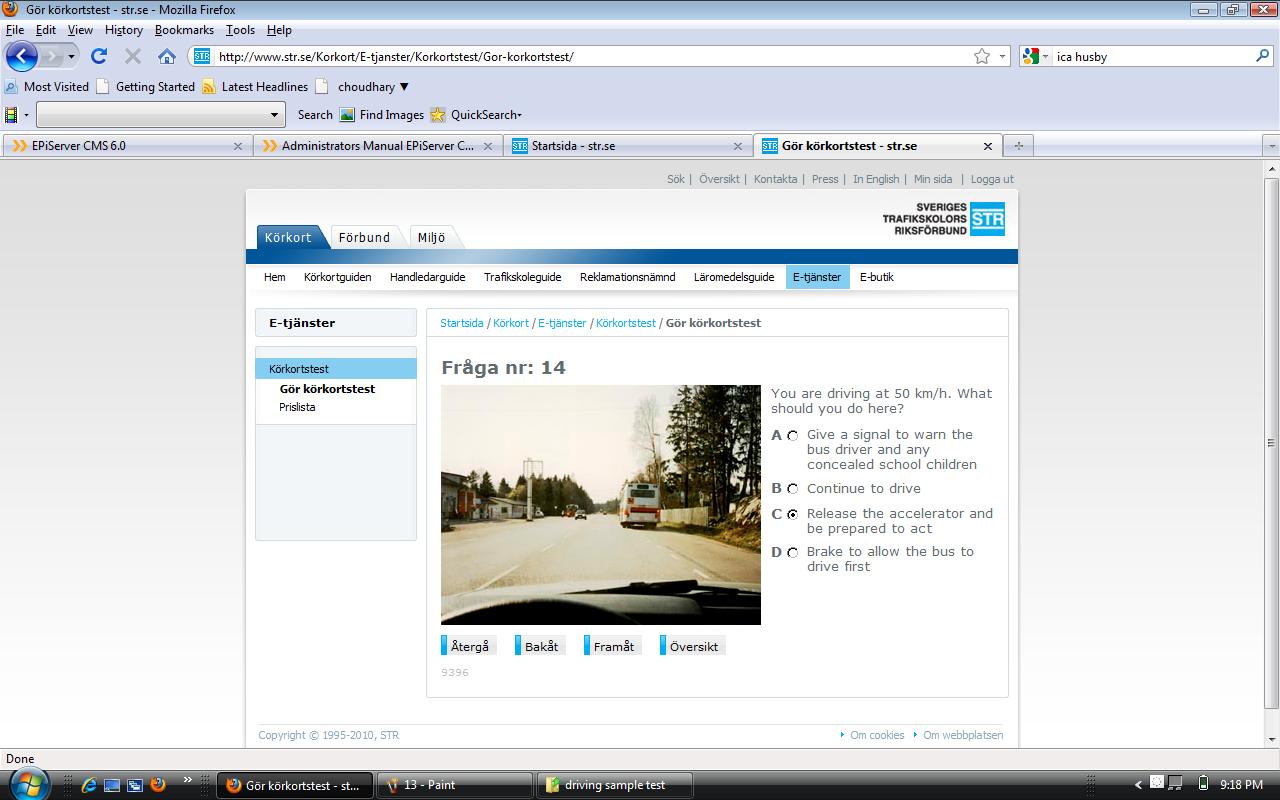 Gör körkortstest - str.se - Mozilla Firefox
File Edit View History Bookmarks Tools Help
STR http://www.str.se/Korkort/E-tjanster/Korkortstest/Gor-korkortstest/ ica husby
Most Visited Getting Started Latest Headlines choudhary ▼
Search Find Images QuickSearch
EPiServer CMS 6.0 Administrators Manual EPiServer C... STR Startsida - str.se STR Gör körkortstest - str.se
Sök | Översikt | Kontakta | Press | In English | Min sida | Logga ut
SVERIGES
TRAFIKSKOLORS STR
RIKSFÖRBUND
Körkort Förbund Miljö
Hem Körkortguiden Handledarguide Trafikskoleguide Reklamationsnämnd Läromedelsguide E-tjänster E-butik
E-tjänster
Körkortstest
Gör körkortstest
Prislista
Startsida / Körkort / E-tjänster / Körkortstest / Gör körkortstest
Fråga nr: 14
You are driving at 50 km/h. What
should you do here?
A Give a signal to warn the
bus driver and any
concealed school children
B Continue to drive
C Release the accelerator and
be prepared to act
D Brake to allow the bus to
drive first
Återgå Bakåt Framåt Översikt
9396
Copyright © 1995-2010, STR Om cookies Om webbplatsen
Done
Gör körkortstest - st... 13 - Paint driving sample test 9:18 PM